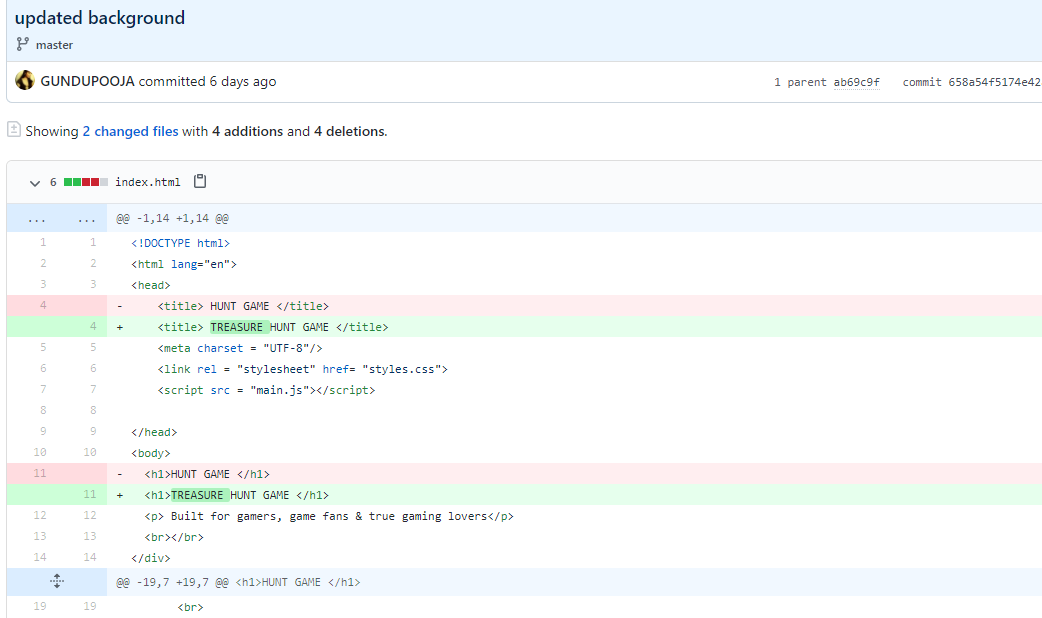 updated background
master
GUNDUPOOJA committed 6 days ago 1 parent ab69c9f commit 658a54f5174e42
Showing 2 changed files with 4 additions and 4 deletions.
6 index.html
... ... @@ -1,14 +1,14 @@
1 1 <!DOCTYPE html>
2 2 <html lang="en">
3 3 <head>
4 - <title> HUNT GAME </title>
4 + <title> TREASURE HUNT GAME </title>
5 5 <meta charset = "UTF-8"/>
6 6 <link rel = "stylesheet" href= "styles.css">
7 7 <script src = "main.js"></script>
8 8
9 9 </head>
10 10 <body>
11 - <h1>HUNT GAME </h1>
11 + <h1>TREASURE HUNT GAME </h1>
12 12 <p> Built for gamers, game fans & true gaming lovers</p>
13 13 <br></br>
14 14 </div>
@@ -19,7 +19,7 @@ <h1>HUNT GAME </h1>
19 19 <br>